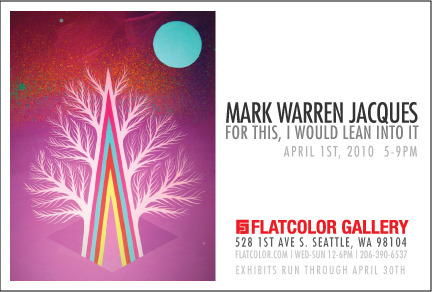 MARK WARREN JACQUES
FOR THIS, I WOULD LEAN INTO IT
APRIL 1ST, 2010 5-9PM
FLATCOLOR GALLERY
528 1ST AVE S. SEATTLE, WA 98104
FLATCOLOR.COM | WED-SUN 12-6PM | 206-390-6537
EXHIBITS RUN THROUGH APRIL 30TH